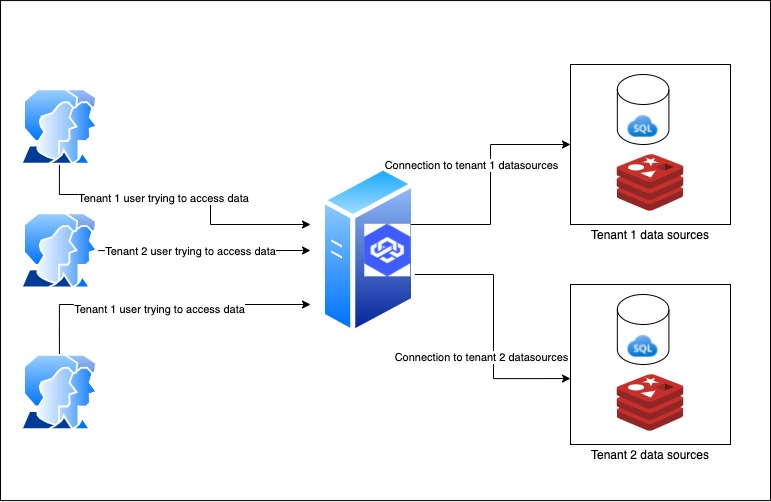 Tenant 1 user trying to access data
Tenant 2 user trying to access data
Tenant 1 user trying to access data
Connection to tenant 1 datasources
Connection to tenant 2 datasources
SQL
Tenant 1 data sources
SQL
Tenant 2 data sources